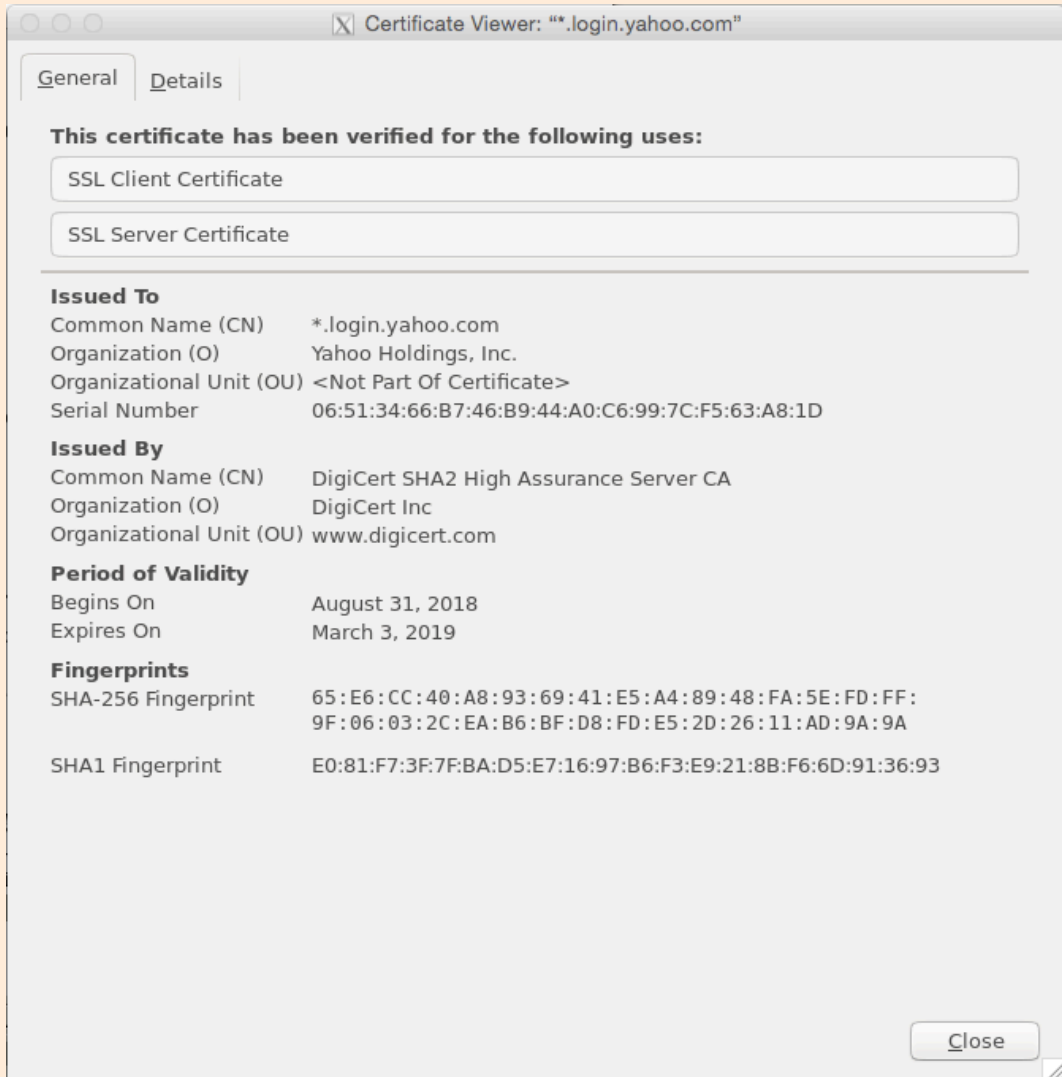 Certificate Viewer: “*.login.yahoo.com”
General Details
This certificate has been verified for the following uses:
SSL Client Certificate
SSL Server Certificate
Issued To
Common Name (CN) *.login.yahoo.com
Organization (O) Yahoo Holdings, Inc.
Organizational Unit (OU) <Not Part Of Certificate>
Serial Number 06:51:34:66:B7:46:B9:44:A0:C6:99:7C:F5:63:A8:1D
Issued By
Common Name (CN) DigiCert SHA2 High Assurance Server CA
Organization (O) DigiCert Inc
Organizational Unit (OU) www.digicert.com
Period of Validity
Begins On August 31, 2018
Expires On March 3, 2019
Fingerprints
SHA-256 Fingerprint 65:E6:CC:40:A8:93:69:41:E5:A4:89:48:FA:5E:FD:FF:
9F:06:03:2C:EA:B6:BF:D8:FD:E5:2D:26:11:AD:9A:9A
SHA1 Fingerprint E0:81:F7:3F:7F:BA:D5:E7:16:97:B6:F3:E9:21:8B:F6:6D:91:36:93
Close